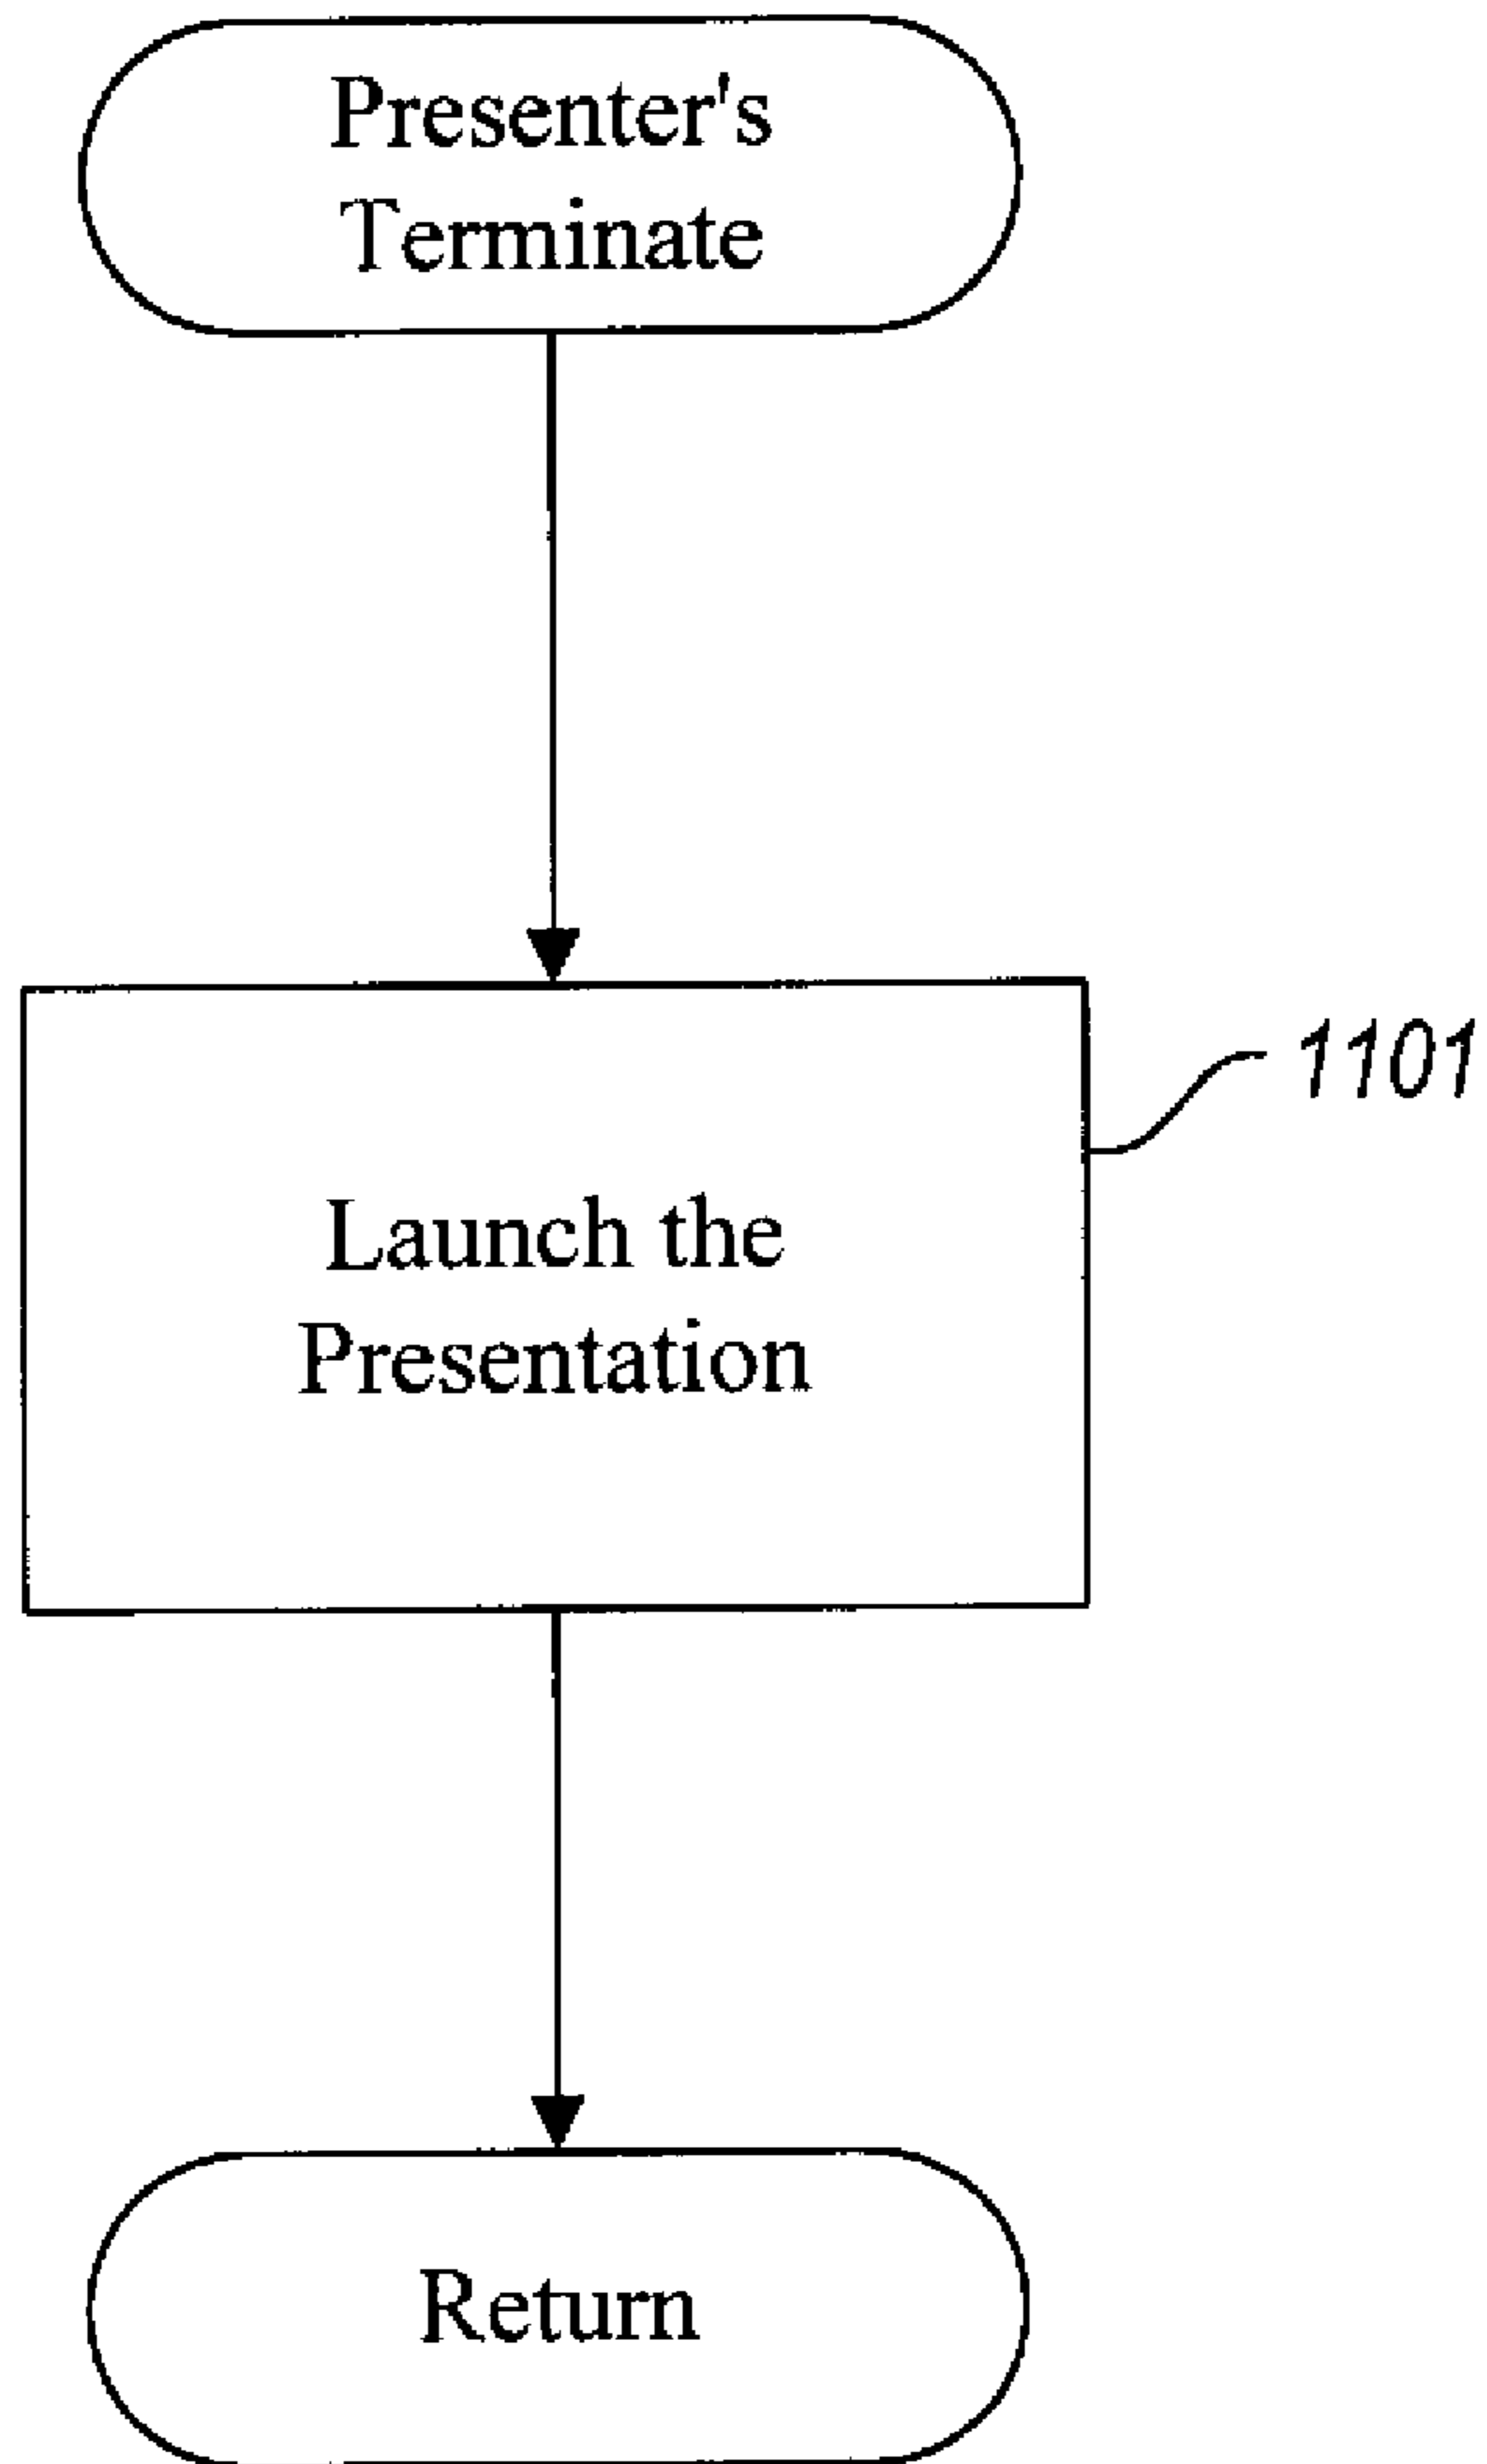 Presenter's
Terminate
1101
Launch the
Presentation
Return